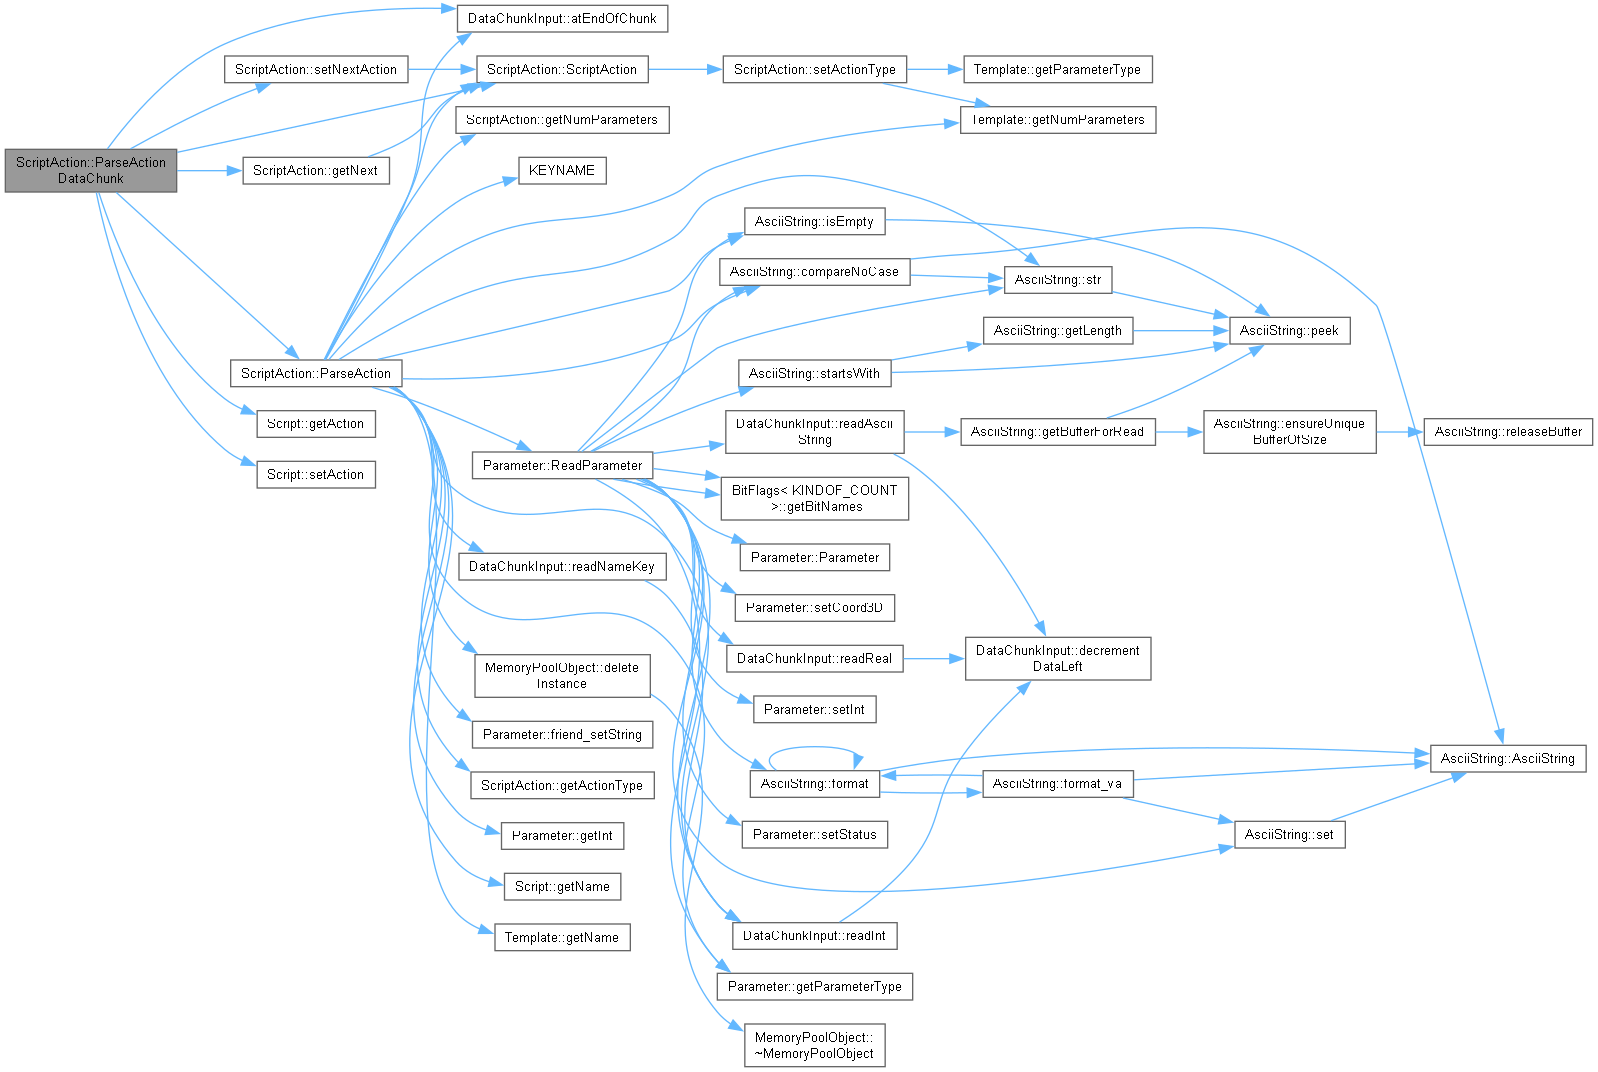 DataChunkInput::atEndOfChunk
ScriptAction::setNextAction
ScriptAction::ScriptAction
ScriptAction::setActionType
Template::getParameterType
ScriptAction::getNumParameters
Template::getNumParameters
ScriptAction::ParseAction
DataChunk
ScriptAction::getNext
KEYNAME
AsciiString::isEmpty
AsciiString::compareNoCase
AsciiString::str
AsciiString::getLength
AsciiString::peek
ScriptAction::ParseAction
AsciiString::startsWith
Script::getAction
DataChunkInput::readAscii
String
AsciiString::getBufferForRead
AsciiString::ensureUnique
BufferOfSize
AsciiString::releaseBuffer
Script::setAction
Parameter::ReadParameter
BitFlags< KINDOF_COUNT
>::getBitNames
Parameter::Parameter
DataChunkInput::readNameKey
Parameter::setCoord3D
DataChunkInput::readReal
DataChunkInput::decrement
DataLeft
MemoryPoolObject::delete
Instance
Parameter::setInt
Parameter::friend_setString
AsciiString::AsciiString
ScriptAction::getActionType
AsciiString::format
AsciiString::format_va
Parameter::getInt
Parameter::setStatus
AsciiString::set
Script::getName
Template::getName
DataChunkInput::readInt
Parameter::getParameterType
MemoryPoolObject::
~MemoryPoolObject